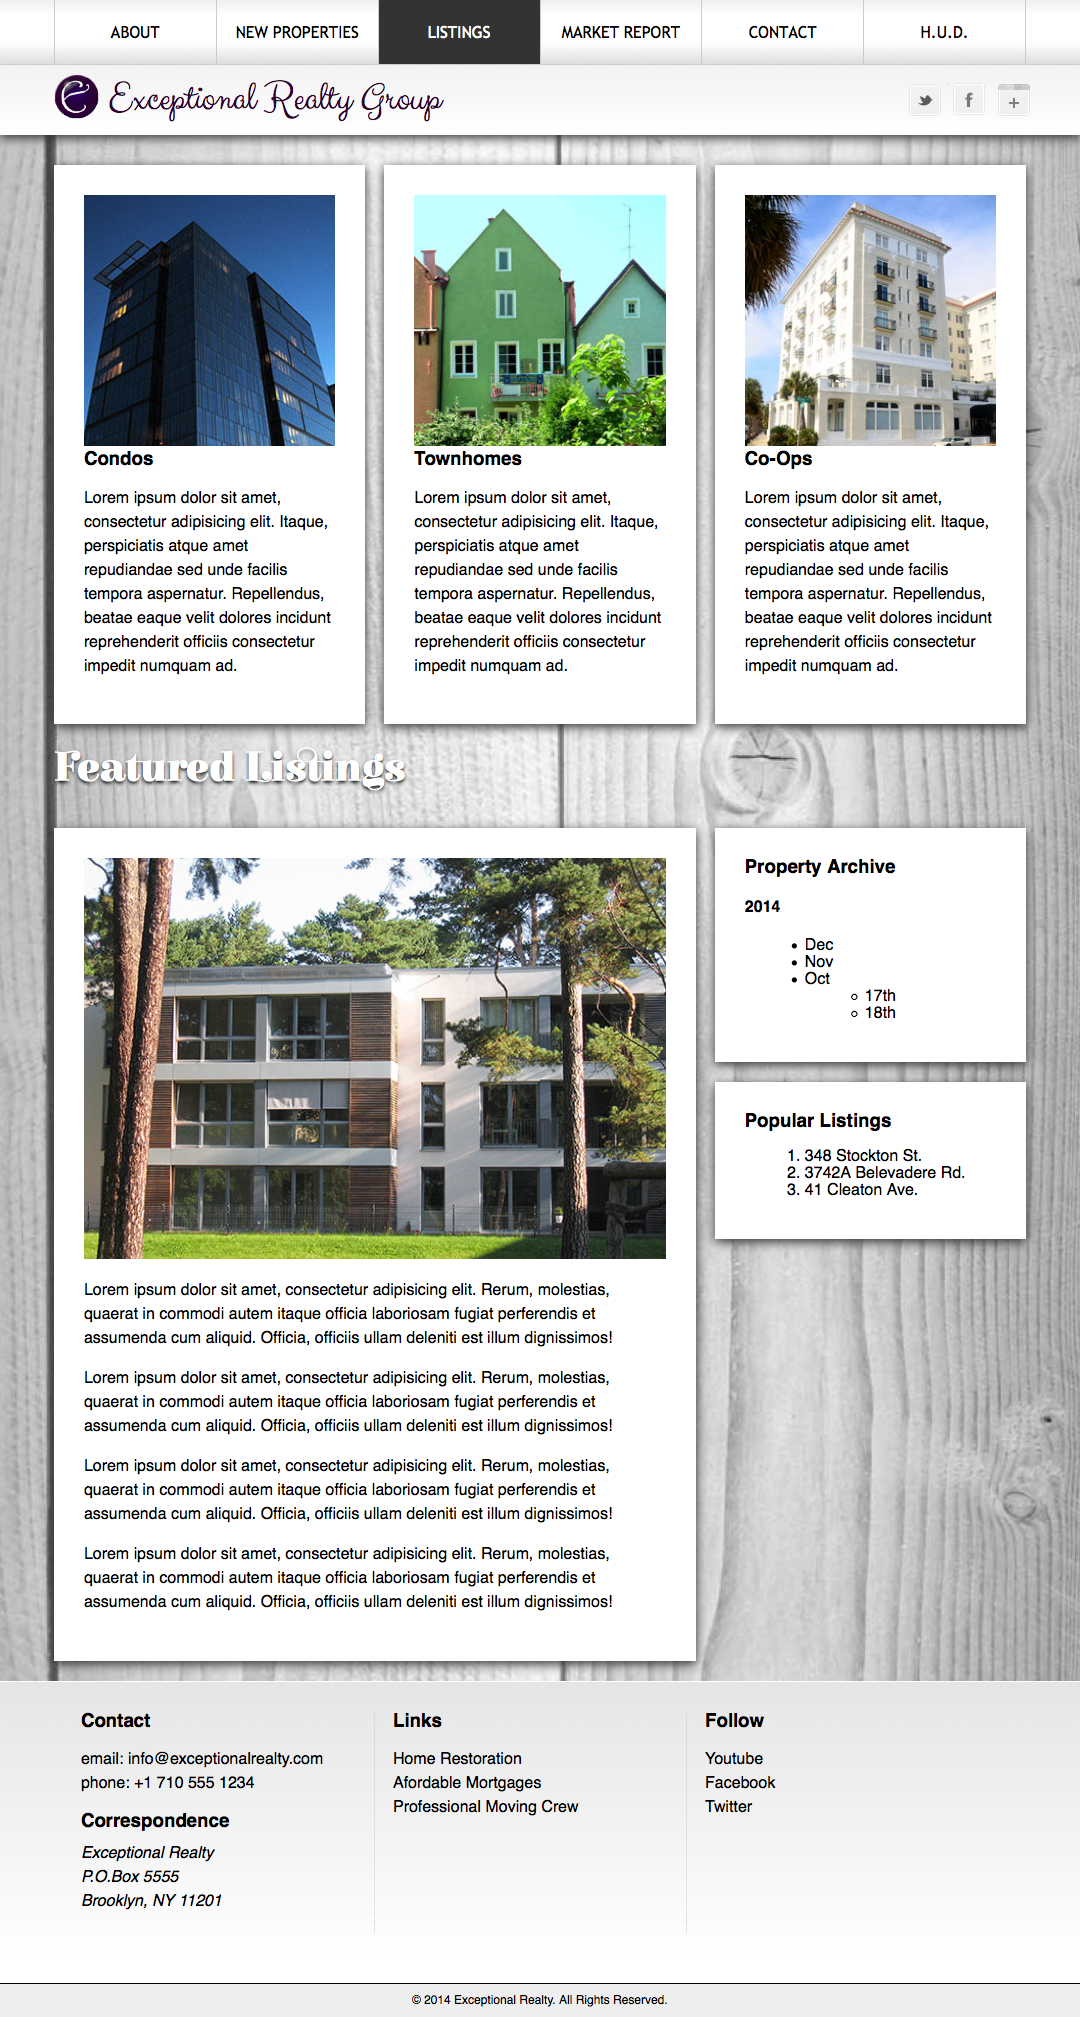 ABOUT
NEW PROPERTIES
LISTINGS
MARKET REPORT
CONTACT
H.U.D.
Exceptional Realty Group
Condos
Lorem ipsum dolor sit amet,
consectetur adipisicing elit. Itaque,
perspiciatis atque amet
repudiandae sed unde facilis
tempora aspernatur. Repellendus,
beatae eaque velit dolores incidunt
reprehenderit officiis consectetur
impedit numquam ad.
Townhomes
Lorem ipsum dolor sit amet,
consectetur adipisicing elit. Itaque,
perspiciatis atque amet
repudiandae sed unde facilis
tempora aspernatur. Repellendus,
beatae eaque velit dolores incidunt
reprehenderit officiis consectetur
impedit numquam ad.
Co-Ops
Lorem ipsum dolor sit amet,
consectetur adipisicing elit. Itaque,
perspiciatis atque amet
repudiandae sed unde facilis
tempora aspernatur. Repellendus,
beatae eaque velit dolores incidunt
reprehenderit officiis consectetur
impedit numquam ad.
Featured Listings
Lorem ipsum dolor sit amet, consectetur adipisicing elit. Rerum, molestias,
quaerat in commodi autem itaque officia laboriosam fugiat perferendis et
assumenda cum aliquid. Officia, officiis ullam deleniti est illum dignissimos!
Lorem ipsum dolor sit amet, consectetur adipisicing elit. Rerum, molestias,
quaerat in commodi autem itaque officia laboriosam fugiat perferendis et
assumenda cum aliquid. Officia, officiis ullam deleniti est illum dignissimos!
Lorem ipsum dolor sit amet, consectetur adipisicing elit. Rerum, molestias,
quaerat in commodi autem itaque officia laboriosam fugiat perferendis et
assumenda cum aliquid. Officia, officiis ullam deleniti est illum dignissimos!
Lorem ipsum dolor sit amet, consectetur adipisicing elit. Rerum, molestias,
quaerat in commodi autem itaque officia laboriosam fugiat perferendis et
assumenda cum aliquid. Officia, officiis ullam deleniti est illum dignissimos!
Property Archive
2014
• Dec
• Nov
• Oct
◦ 17th
◦ 18th
Popular Listings
1. 348 Stockton St.
2. 3742A Belevadere Rd.
3. 41 Cleaton Ave.
Contact
email: info@exceptionalrealty.com
phone: +1 710 555 1234
Correspondence
Exceptional Realty
P.O.Box 5555
Brooklyn, NY 11201
Links
Home Restoration
Afordable Mortgages
Professional Moving Crew
Follow
Youtube
Facebook
Twitter
© 2014 Exceptional Realty. All Rights Reserved.